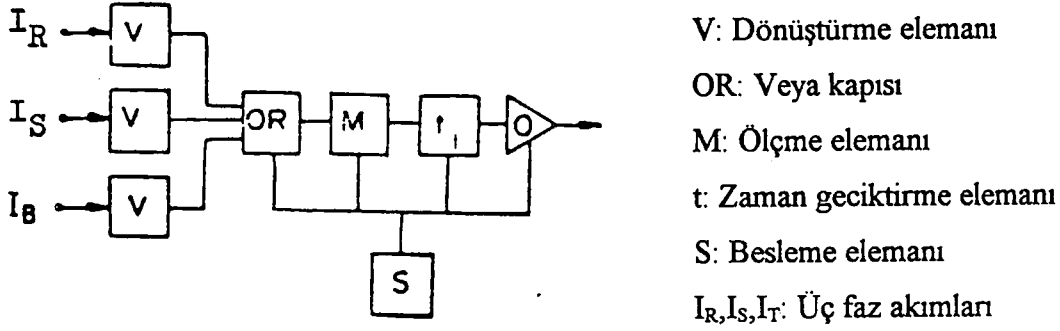 I_R V
I_S V
I_B V
OR M t_1 O
S
V: Dönüştürme elemanı
OR: Veya kapısı
M: Ölçme elemanı
t: Zaman geciktirme elemanı
S: Besleme elemanı
I_R,I_S,I_T: Üç faz akımları